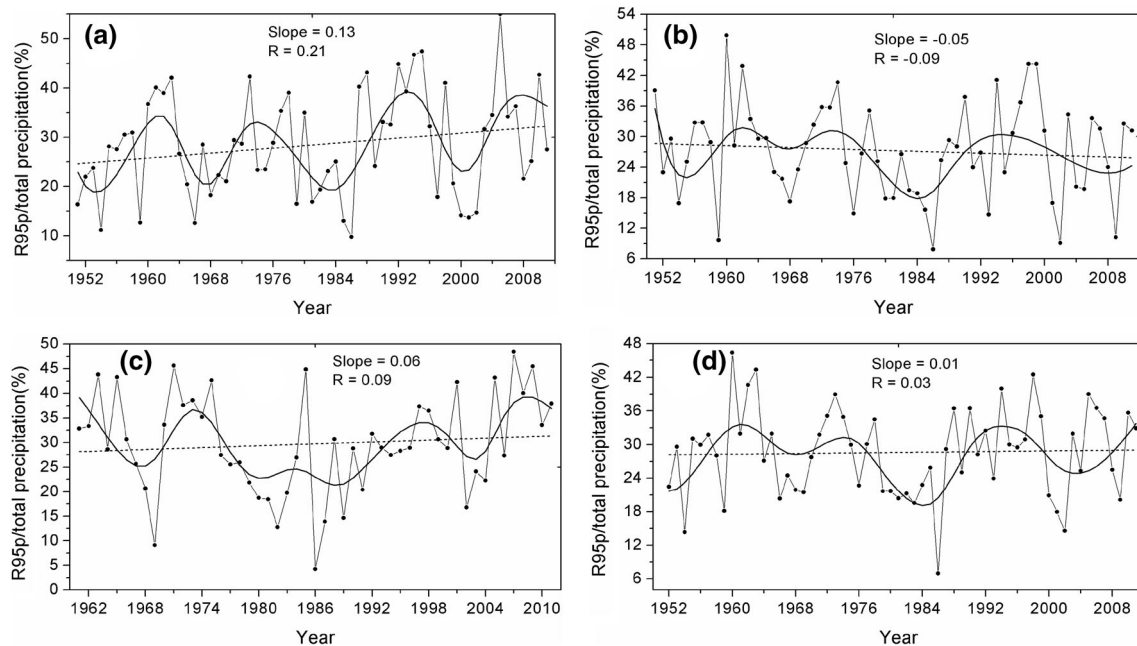 (a)
Slope = 0.13
R = 0.21
R95p/total precipitation(%)
50
40
30
20
10
1952 1960 1968 1976 1984 1992 2000 2008
Year
(b)
Slope = -0.05
R = -0.09
R95p/total precipitation(%)
54
48
42
36
30
24
18
12
6
1952 1960 1968 1976 1984 1992 2000 2008
Year
(c)
Slope = 0.06
R = 0.09
R95p/total precipitation(%)
50
45
40
35
30
25
20
15
10
5
0
1962 1968 1974 1980 1986 1992 1998 2004 2010
Year
(d)
Slope = 0.01
R = 0.03
R95p/total precipitation(%)
48
42
36
30
24
18
12
6
1952 1960 1968 1976 1984 1992 2000 2008
Year